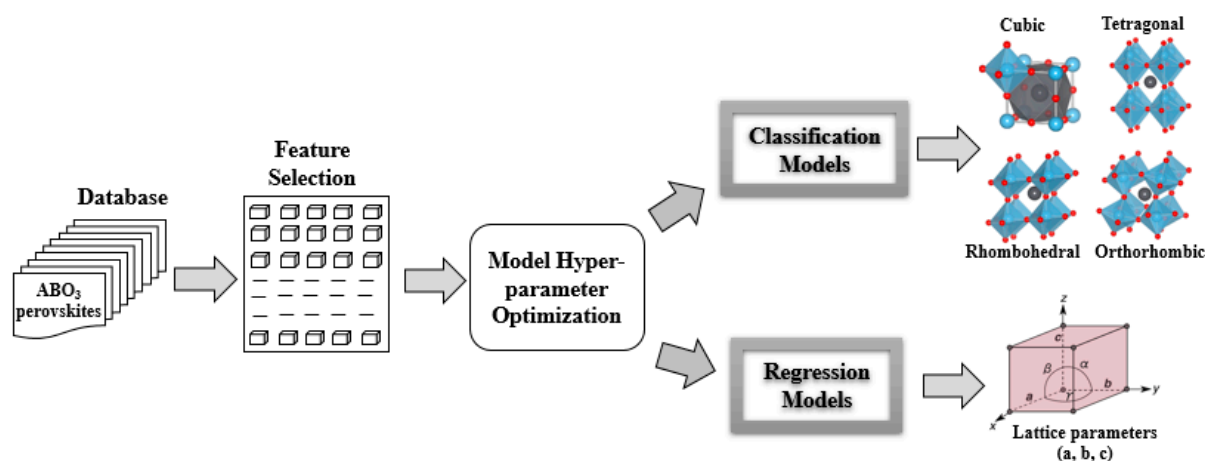 Database
ABO₃
perovskites
Feature
Selection
Model Hyper-
parameter
Optimization
Classification
Models
Cubic
Tetragonal
Rhombohedral
Orthorhombic
Regression
Models
z
c
β
α
a
γ
b
y
x
Lattice parameters
(a, b, c)